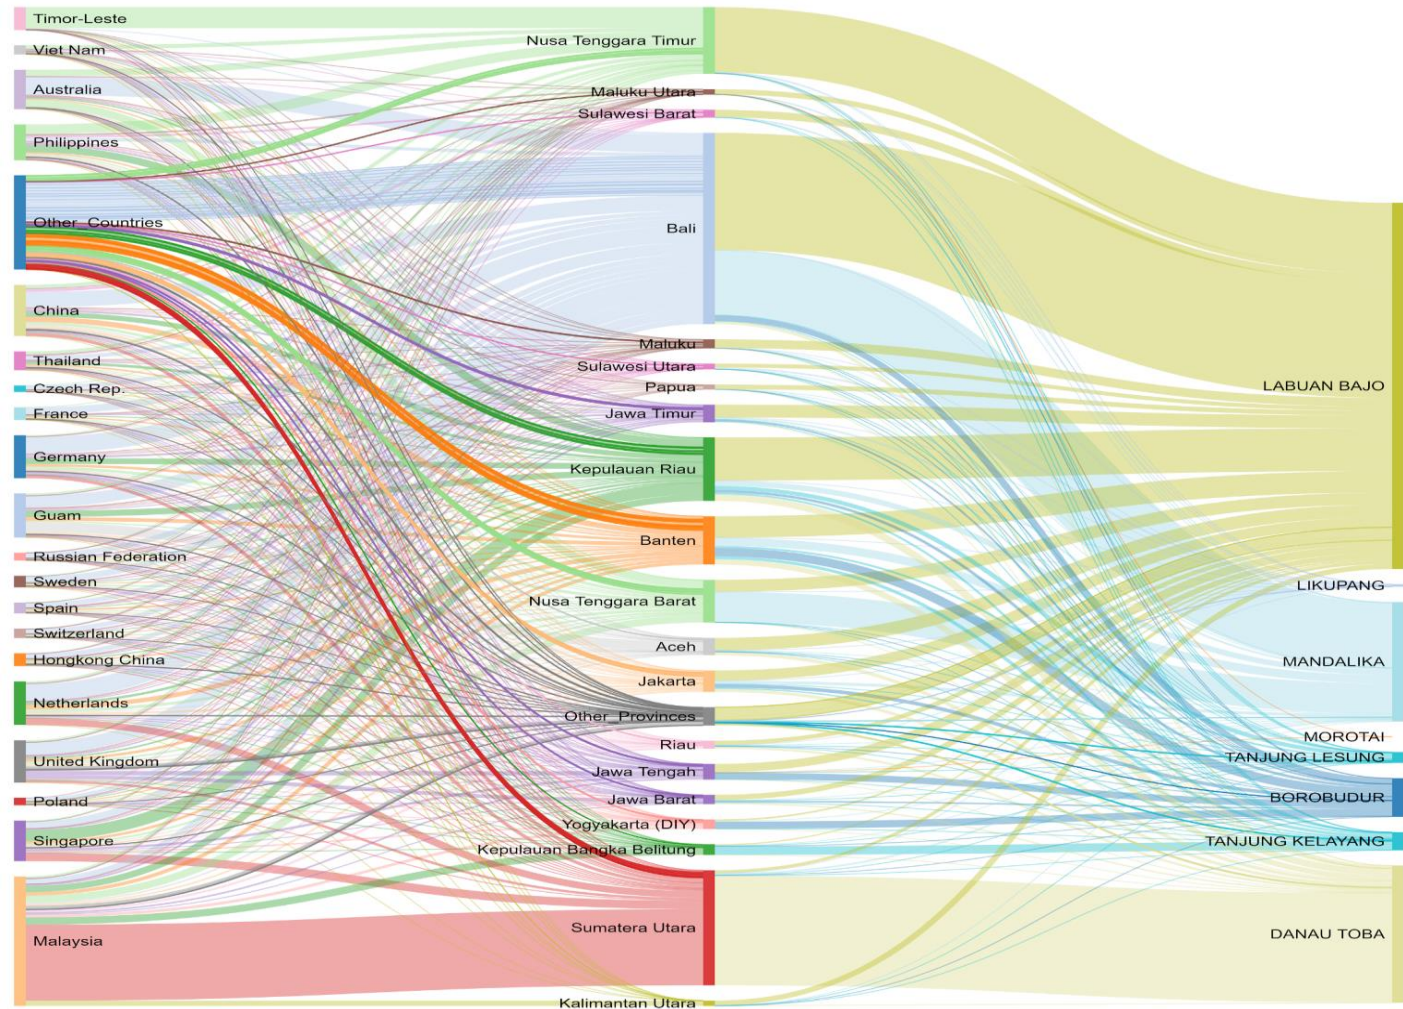 Timor-Leste
Viet Nam
Australia
Philippines
Other_Countries
China
Thailand
Czech Rep.
France
Germany
Guam
Russian Federation
Sweden
Spain
Switzerland
Hongkong China
Netherlands
United Kingdom
Poland
Singapore
Malaysia
Nusa Tenggara Timur
Maluku Utara
Sulawesi Barat
Bali
Maluku
Sulawesi Utara
Papua
Jawa Timur
Kepulauan Riau
Banten
Nusa Tenggara Barat
Aceh
Jakarta
Other_Provinces
Riau
Jawa Tengah
Jawa Barat
Yogyakarta (DIY)
Kepulauan Bangka Belitung
Sumatera Utara
Kalimantan Utara
LABUAN BAJO
LIKUPANG
MANDALIKA
MOROTAI
TANJUNG LESUNG
BOROBUDUR
TANJUNG KELAYANG
DANAU TOBA